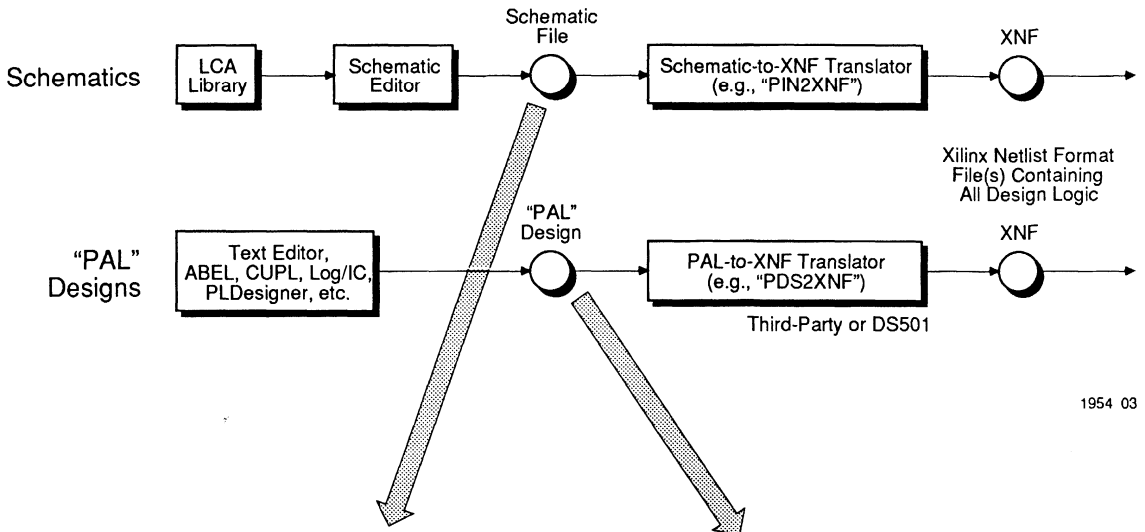 Schematics
LCA
Library
Schematic
Editor
Schematic
File
Schematic-to-XNF Translator
(e.g., “PIN2XNF”)
XNF
Xilinx Netlist Format
File(s) Containing
All Design Logic
“PAL”
Designs
Text Editor,
ABEL, CUPL, Log/IC,
PLDesigner, etc.
“PAL”
Design
PAL-to-XNF Translator
(e.g., “PDS2XNF”)
Third-Party or DS501
XNF
1954 03